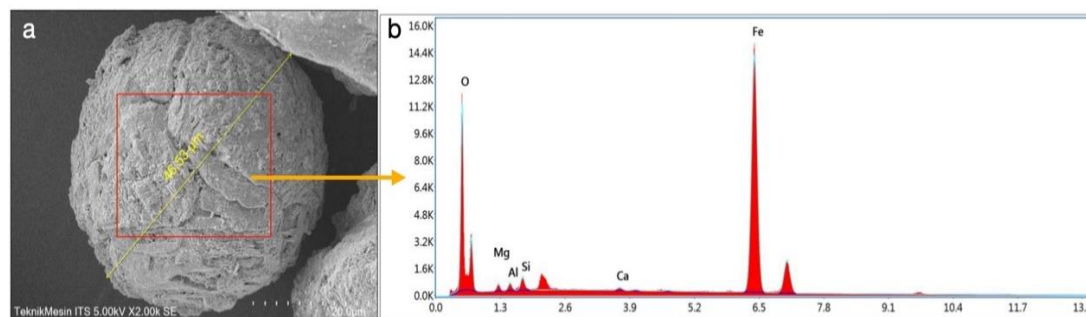 a
46.53 um
TeknikMesin ITS 5.00kV X2.00k SE
20.0um
b
16.0K
14.4K
12.8K
11.2K
9.6K
8.0K
6.4K
4.8K
3.2K
1.6K
0.0K
O
Mg
Al
Si
Ca
Fe
0.0 1.3 2.6 3.9 5.2 6.5 7.8 9.1 10.4 11.7 13.